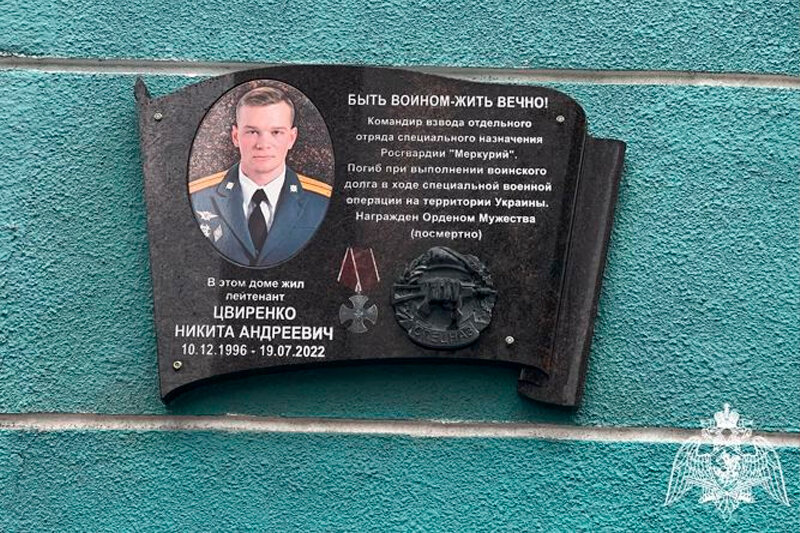 БЫТЬ ВОИНОМ-ЖИТЬ ВЕЧНО!
Командир взвода отдельного
отряда специального назначения
Росгвардии "Меркурий".
Погиб при выполнении воинского
долга в ходе специальной военной
операции на территории Украины.
Награжден Орденом Мужества
(посмертно)
В этом доме жил
лейтенант
ЦВИРЕНКО
НИКИТА АНДРЕЕВИЧ
10.12.1996 - 19.07.2022
СПЕЦНАЗ